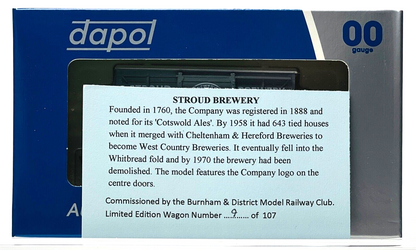 dapol
00
gauge
STROUD BREWERY
Founded in 1760, the Company was registered in 1888 and
noted for its 'Cotswold Ales'. By 1958 it had 643 tied houses
when it merged with Cheltenham & Hereford Breweries to
become West Country Breweries. It eventually fell into the
Whitbread fold and by 1970 the brewery had been
demolished. The model features the Company logo on the
centre doors.
Commissioned by the Burnham & District Model Railway Club.
Limited Edition Wagon Number ....9...... of 107